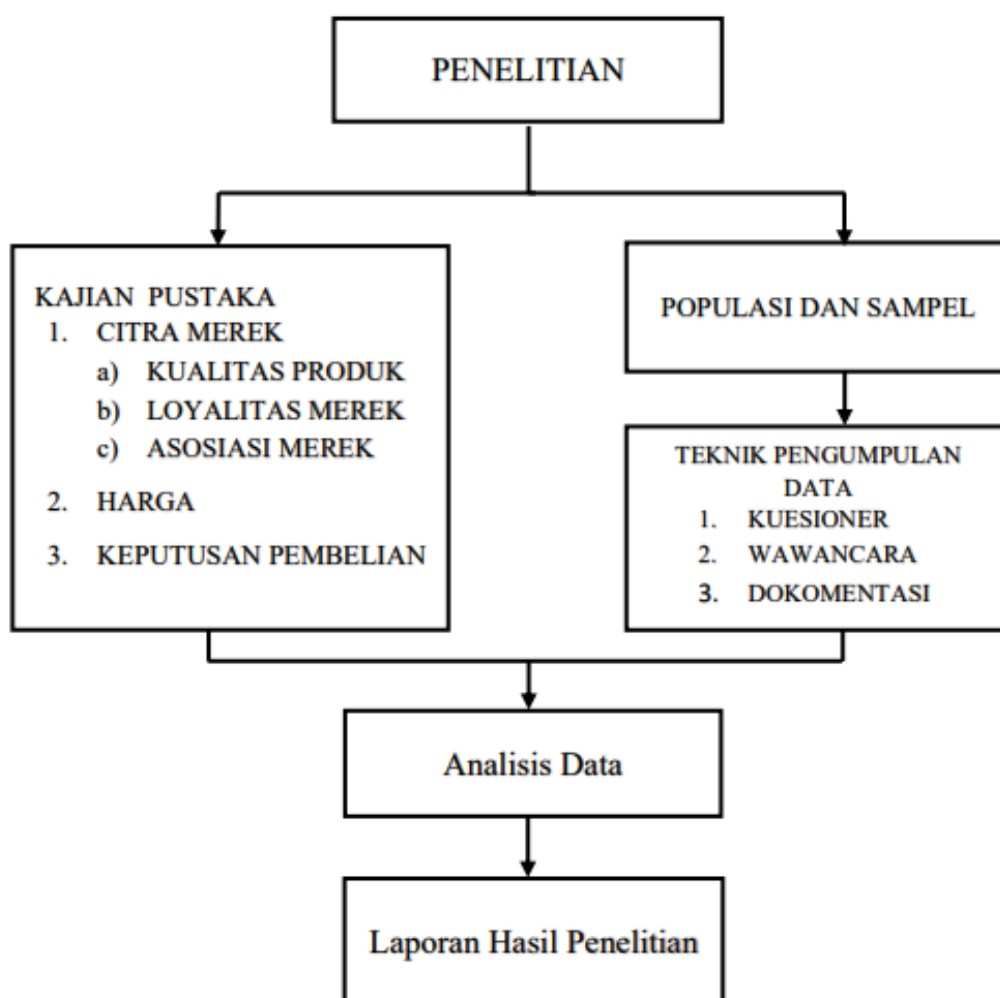 PENELITIAN
KAJIAN PUSTAKA
1. CITRA MEREK
a) KUALITAS PRODUK
b) LOYALITAS MEREK
c) ASOSIASI MEREK
2. HARGA
3. KEPUTUSAN PEMBELIAN
POPULASI DAN SAMPEL
TEKNIK PENGUMPULAN
DATA
1. KUESIONER
2. WAWANCARA
3. DOKOMENTASI
Analisis Data
Laporan Hasil Penelitian